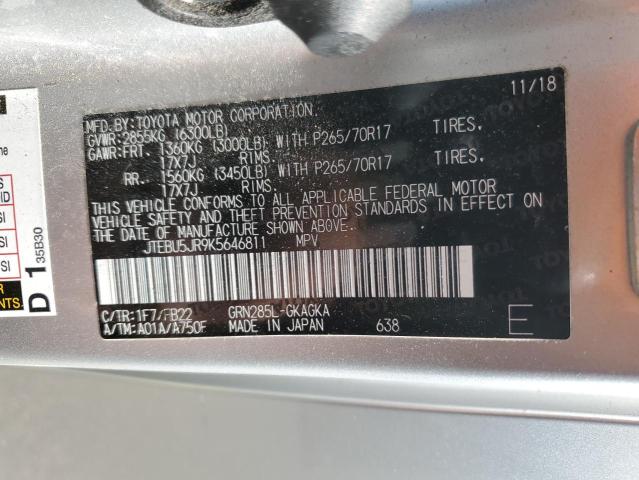 11/18
MFD.BY:TOYOTA MOTOR CORPORATION
GVWR:2855KG (6300LB)
GAWR:FRT. 1360KG (3000LB) WITH P265/70R17 TIRES,
17X7J RIMS.
RR. 1560KG (3450LB) WITH P265/70R17 TIRES,
17X7J RIMS.
THIS VEHICLE CONFORMS TO ALL APPLICABLE FEDERAL MOTOR
VEHICLE SAFETY AND THEFT PREVENTION STANDARDS IN EFFECT ON
THE DATE OF MANUFACTURE SHOWN ABOVE.
JTEBU5JR9K5646811 MPV
C/TR:1F7/FB22 GRN285L-GKAGKA
A/TM:A01A/A750F MADE IN JAPAN 638 E
D 1 35B30